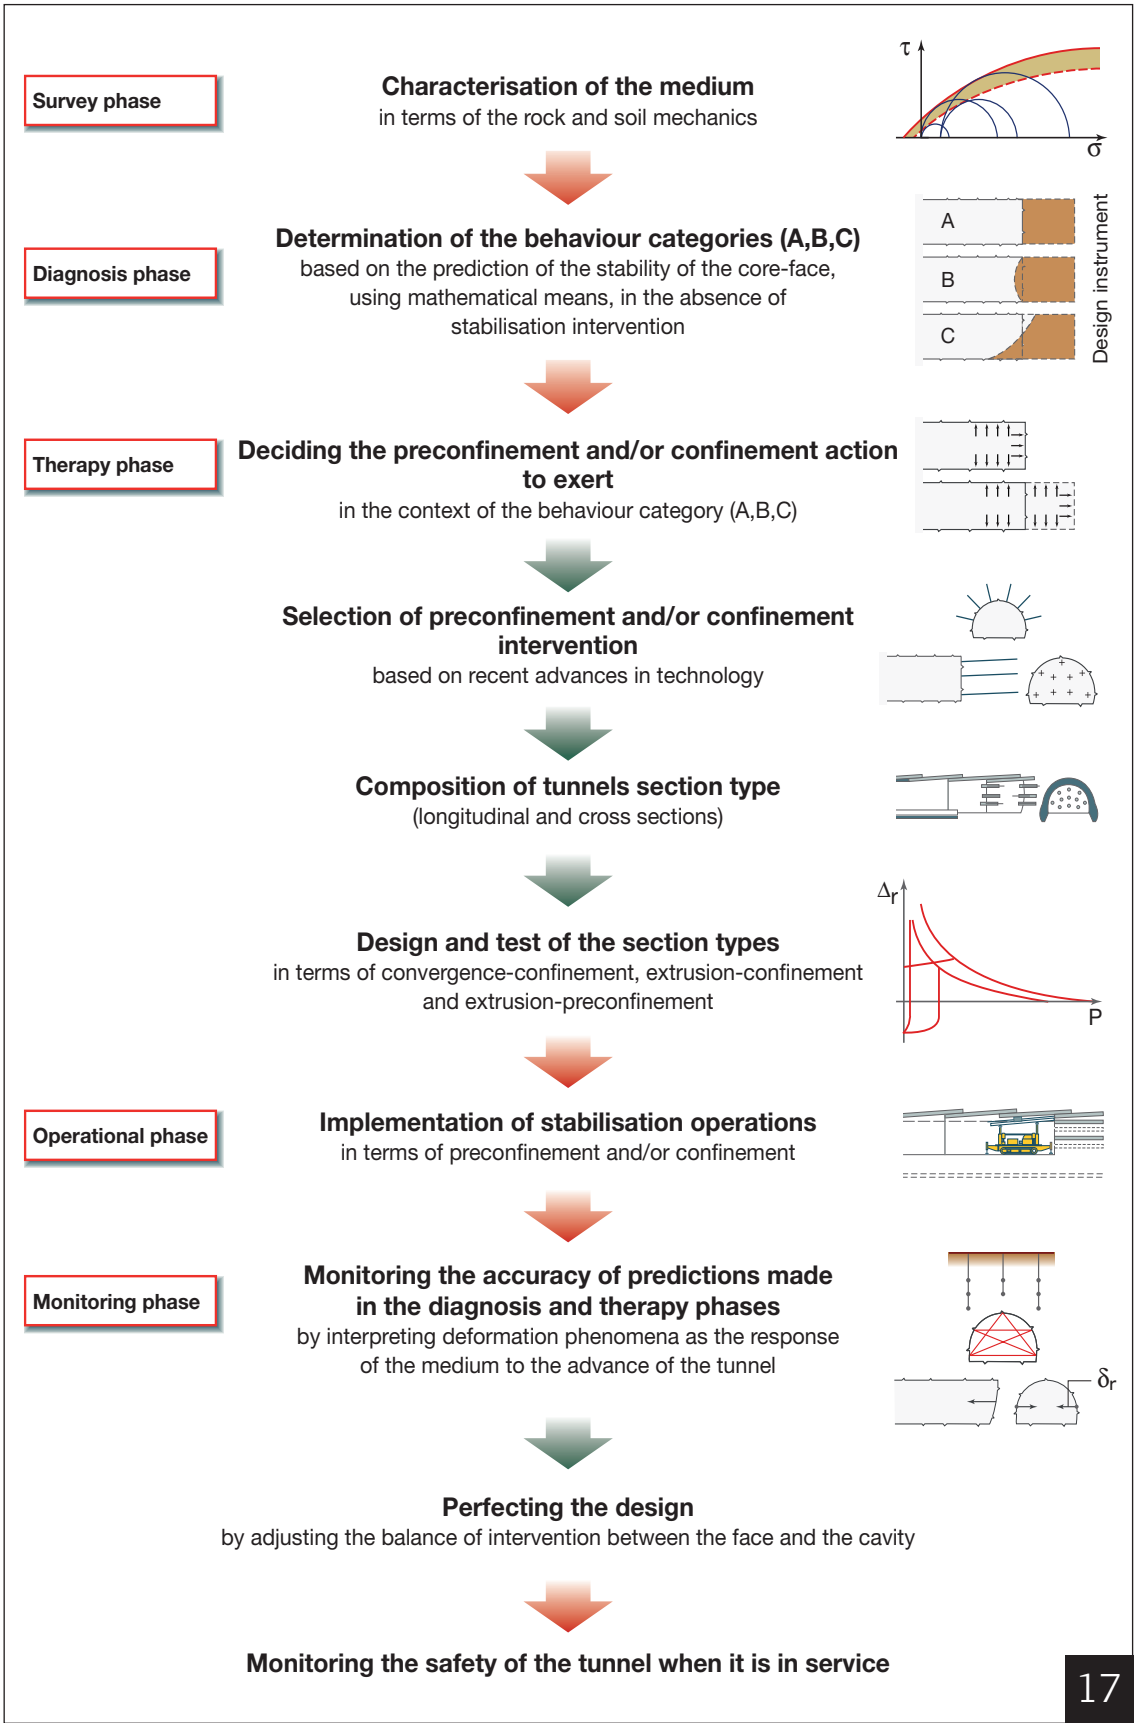 Survey phase
Characterisation of the medium
in terms of the rock and soil mechanics
τ
σ
Diagnosis phase
Determination of the behaviour categories (A,B,C)
based on the prediction of the stability of the core-face,
using mathematical means, in the absence of
stabilisation intervention
A
B
C
Design instrument
Therapy phase
Deciding the preconfinement and/or confinement action
to exert
in the context of the behaviour category (A,B,C)
Selection of preconfinement and/or confinement
intervention
based on recent advances in technology
Composition of tunnels section type
(longitudinal and cross sections)
Design and test of the section types
in terms of convergence-confinement, extrusion-confinement
and extrusion-preconfinement
Δr
P
Operational phase
Implementation of stabilisation operations
in terms of preconfinement and/or confinement
Monitoring phase
Monitoring the accuracy of predictions made
in the diagnosis and therapy phases
by interpreting deformation phenomena as the response
of the medium to the advance of the tunnel
δr
Perfecting the design
by adjusting the balance of intervention between the face and the cavity
Monitoring the safety of the tunnel when it is in service
17